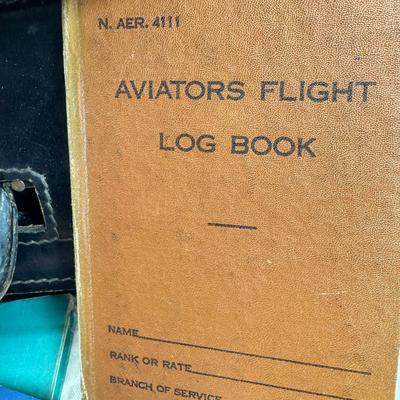 N. AER. 4111
AVIATORS FLIGHT
LOG BOOK
NAME
RANK OR RATE
BRANCH OF SERVICE